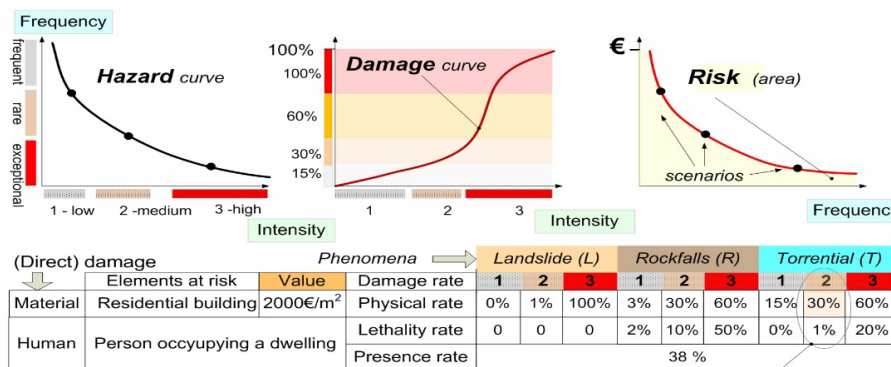 Frequency
Hazard curve
frequent
rare
exceptional
1 - low 2 -medium 3 -high
Intensity
100%
100%
60%
30%
15%
Damage curve
1 2 3
Intensity
€
Risk (area)
scenarios
Frequenc
(Direct) damage
Phenomena Landslide (L) Rockfalls (R) Torrential (T)
Elements at risk Value Damage rate 1 2 3 1 2 3 1 2 3
Material Residential building 2000€/m² Physical rate 0% 1% 100% 3% 30% 60% 15% 30% 60%
Human Person occyupying a dwelling Lethality rate 0 0 0 2% 10% 50% 0% 1% 20%
Presence rate 38 %